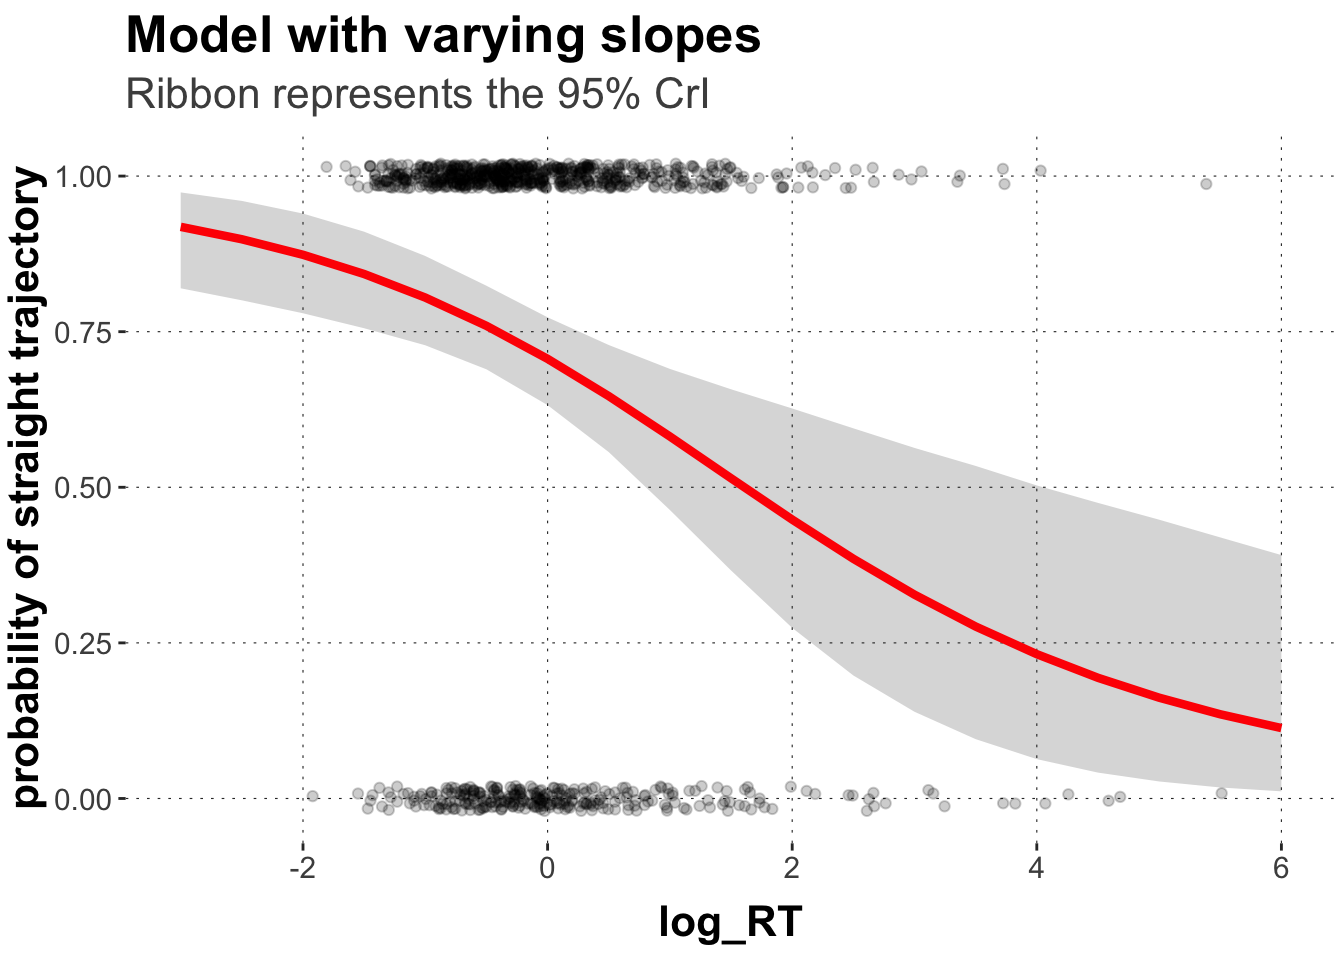 Model with varying slopes
Ribbon represents the 95% CrI
probability of straight trajectory
1.00
0.75
0.50
0.25
0.00
-2
0
2
4
6
log_RT